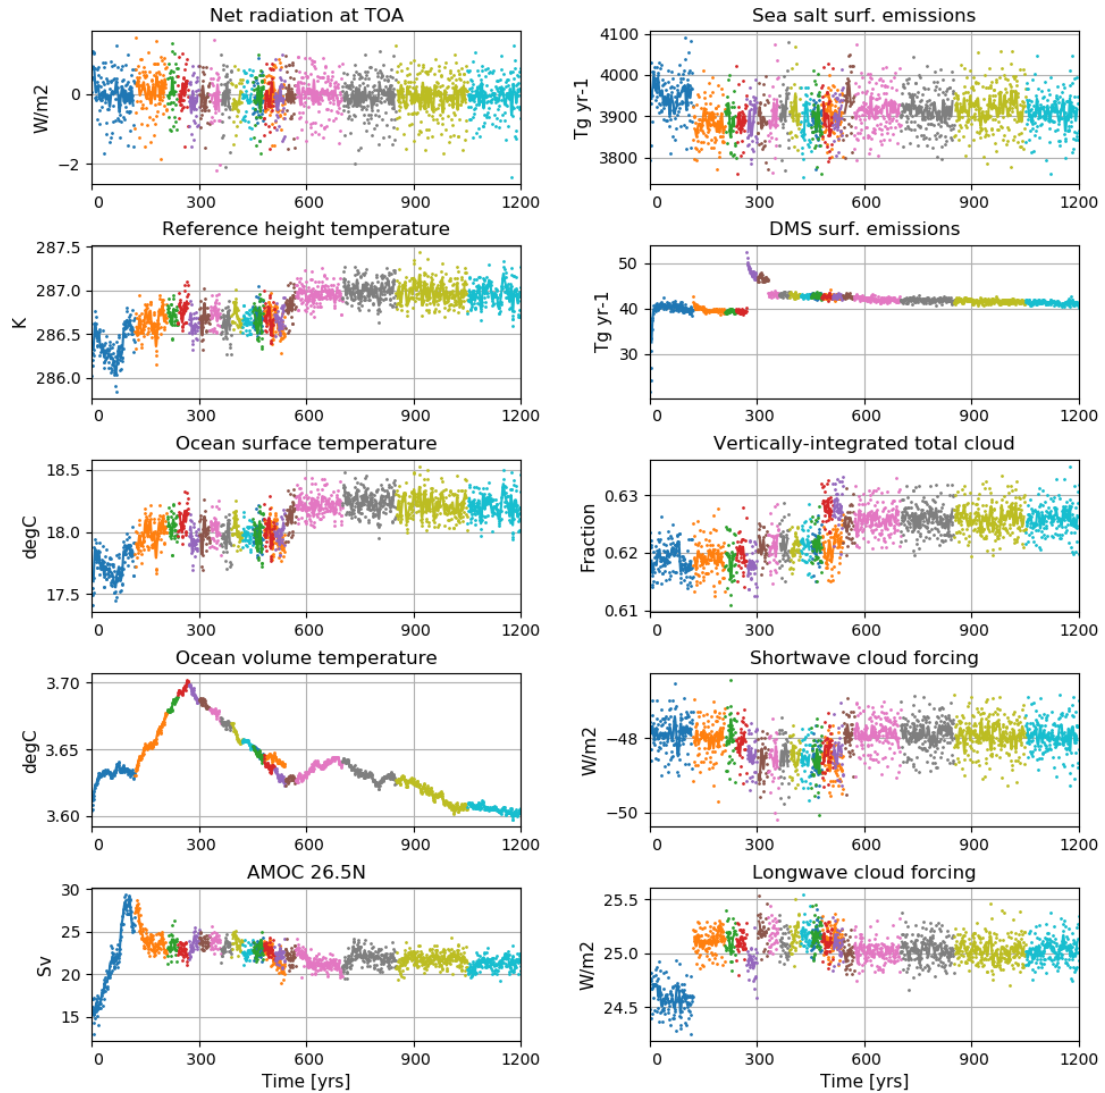 Net radiation at TOA
W/m2
0
−2
0 300 600 900 1200
Sea salt surf. emissions
Tg yr-1
4100
4000
3900
3800
0 300 600 900 1200
Reference height temperature
K
287.5
287.0
286.5
286.0
0 300 600 900 1200
DMS surf. emissions
Tg yr-1
50
40
30
0 300 600 900 1200
Ocean surface temperature
degC
18.5
18.0
17.5
0 300 600 900 1200
Vertically-integrated total cloud
Fraction
0.63
0.62
0.61
0 300 600 900 1200
Ocean volume temperature
degC
3.70
3.65
3.60
0 300 600 900 1200
Shortwave cloud forcing
W/m2
−48
−50
0 300 600 900 1200
AMOC 26.5N
Sv
30
25
20
15
0 300 600 900 1200
Time [yrs]
Longwave cloud forcing
W/m2
25.5
25.0
24.5
0 300 600 900 1200
Time [yrs]